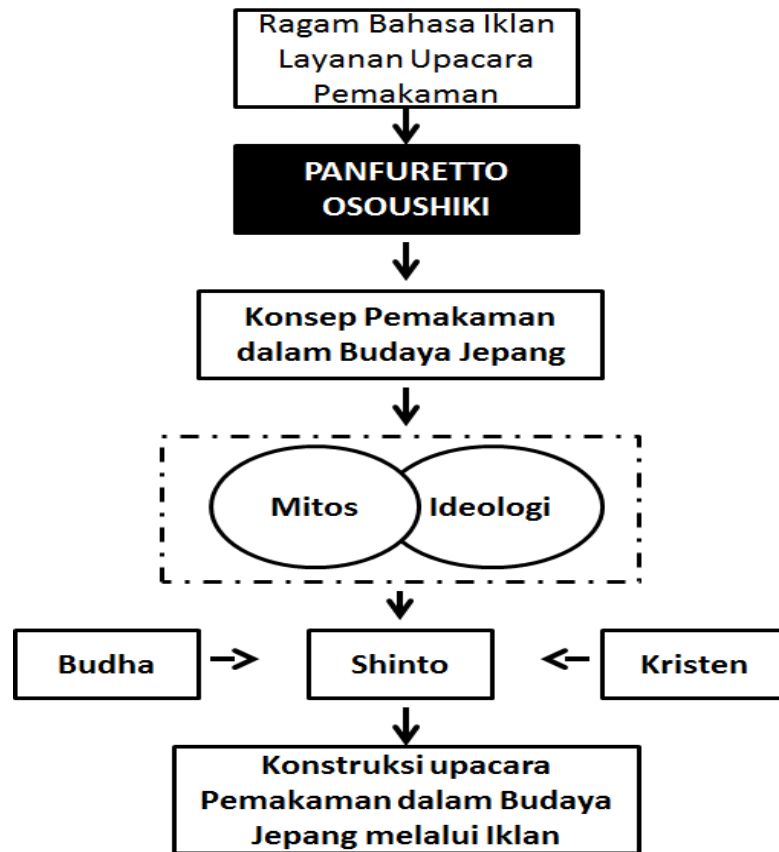 Ragam Bahasa Iklan
Layanan Upacara
Pemakaman
PANFURETTO
OSOUSHIKI
Konsep Pemakaman
dalam Budaya Jepang
Mitos
Ideologi
Budha
Shinto
Kristen
Konstruksi upacara
Pemakaman dalam Budaya
Jepang melalui Iklan